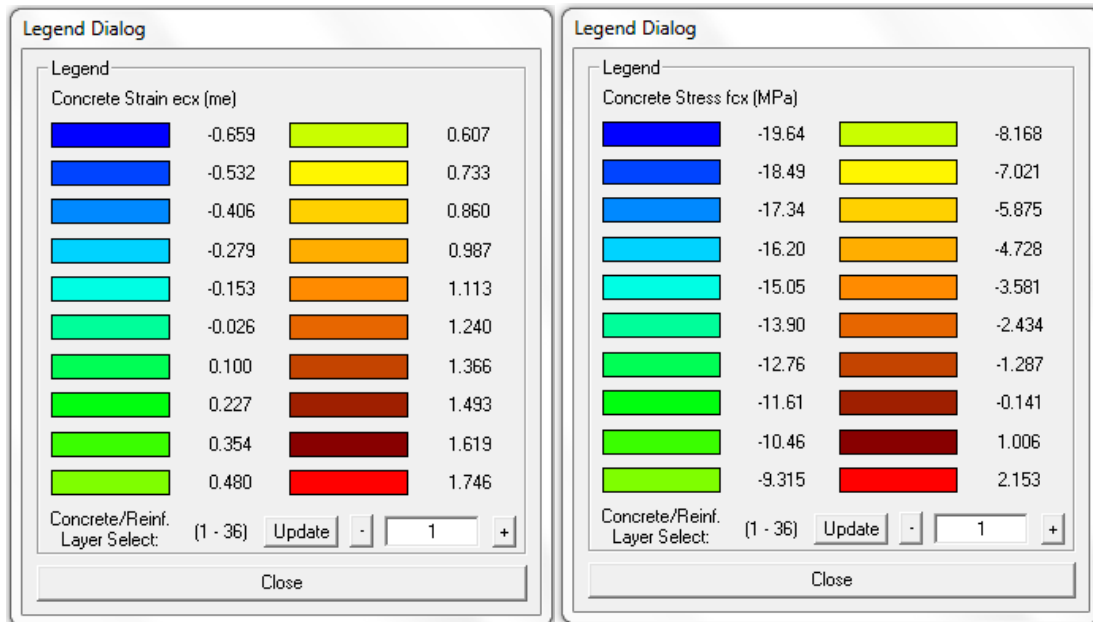 Legend Dialog
Legend
Concrete Strain ecx (me)
-0.659 0.607
-0.532 0.733
-0.406 0.860
-0.279 0.987
-0.153 1.113
-0.026 1.240
0.100 1.366
0.227 1.493
0.354 1.619
0.480 1.746
Concrete/Reinf.
Layer Select: (1 - 36) Update - 1 +
Close
Legend Dialog
Legend
Concrete Stress fcx (MPa)
-19.64 -8.168
-18.49 -7.021
-17.34 -5.875
-16.20 -4.728
-15.05 -3.581
-13.90 -2.434
-12.76 -1.287
-11.61 -0.141
-10.46 1.006
-9.315 2.153
Concrete/Reinf.
Layer Select: (1 - 36) Update - 1 +
Close